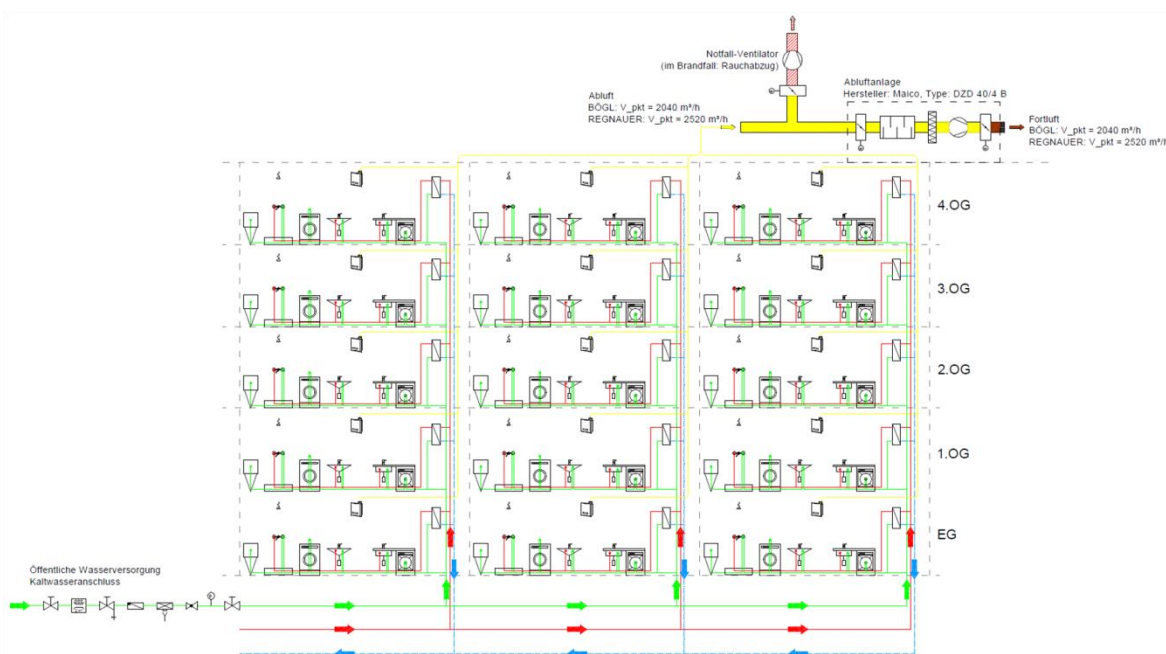 Notfall-Ventilator
(im Brandfall: Rauchabzug)
Abluftanlage
Hersteller: Maico, Type: DZD 40/4 B
Abluft
BÖGL: V_pkt = 2040 m³/h
REGNAUER: V_pkt = 2520 m³/h
Fortluft
BÖGL: V_pkt = 2040 m³/h
REGNAUER: V_pkt = 2520 m³/h
4.OG
3.OG
2.OG
1.OG
EG
Öffentliche Wasserversorgung
Kaltwasseranschluss